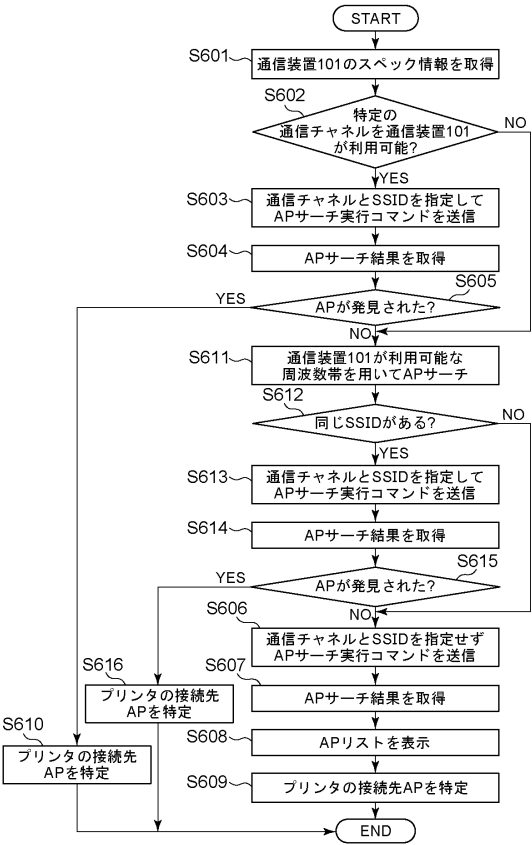 START
S601
通信装置101のスペック情報を取得
S602
特定の
通信チャネルを通信装置101
が利用可能?
NO
YES
S603
通信チャネルとSSIDを指定して
APサーチ実行コマンドを送信
S604
APサーチ結果を取得
S605
YES
APが発見された?
NO
S611
通信装置101が利用可能な
周波数帯を用いてAPサーチ
S612
同じSSIDがある?
NO
YES
S613
通信チャネルとSSIDを指定して
APサーチ実行コマンドを送信
S614
APサーチ結果を取得
S615
YES
APが発見された?
NO
S606
通信チャネルとSSIDを指定せず
APサーチ実行コマンドを送信
S616
プリンタの接続先
APを特定
S607
APサーチ結果を取得
S610
プリンタの接続先
APを特定
S608
APリストを表示
S609
プリンタの接続先APを特定
END